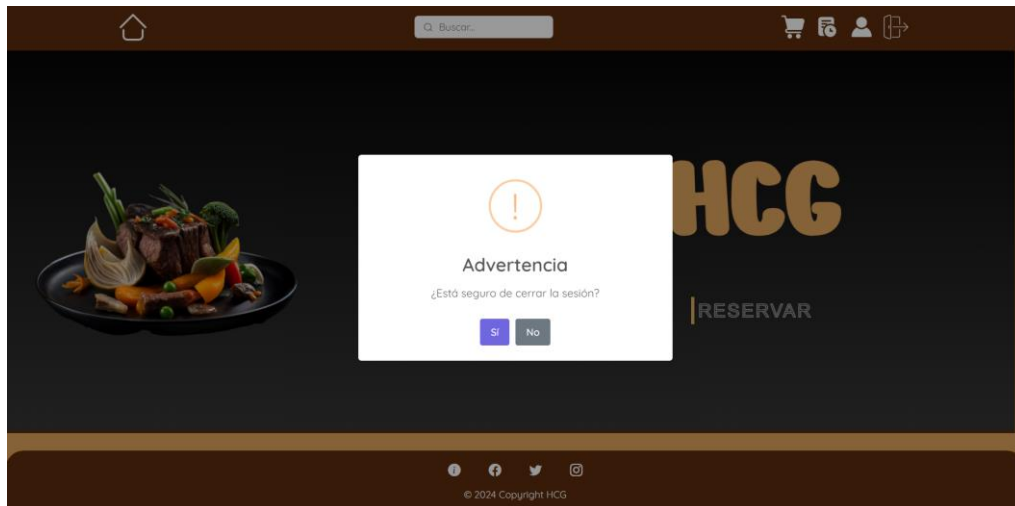 Buscar...
HCG
!
Advertencia
¿Está seguro de cerrar la sesión?
Sí No
RESERVAR
© 2024 Copyright HCG